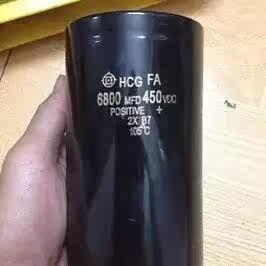 HCG FA
6800 MFD 450 VDC
POSITIVE +
2X B7
105°C